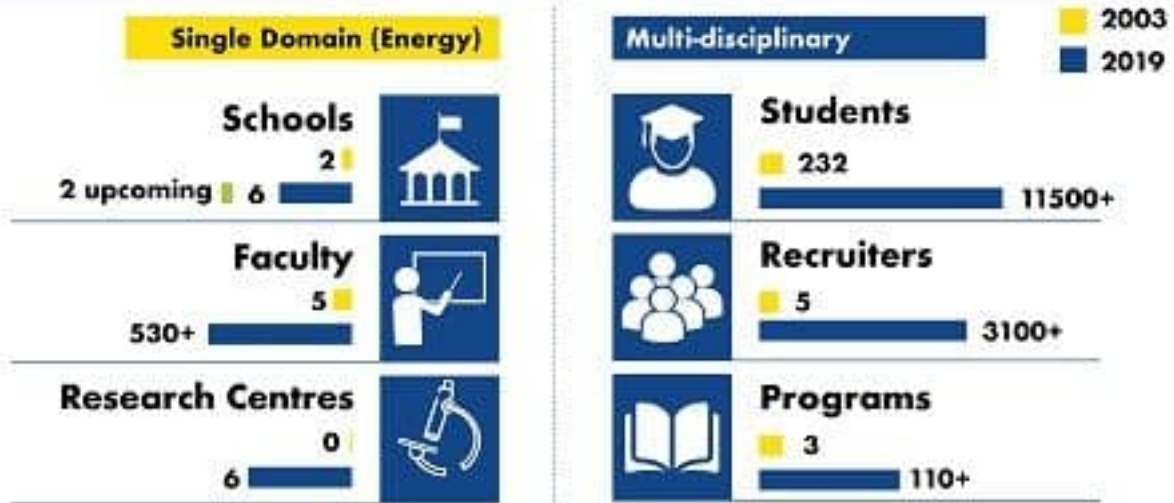 Single Domain (Energy)
Multi-disciplinary
2003
2019
Schools
2
2 upcoming 6
Faculty
5
530+
Research Centres
0
6
Students
232
11500+
Recruiters
5
3100+
Programs
3
110+